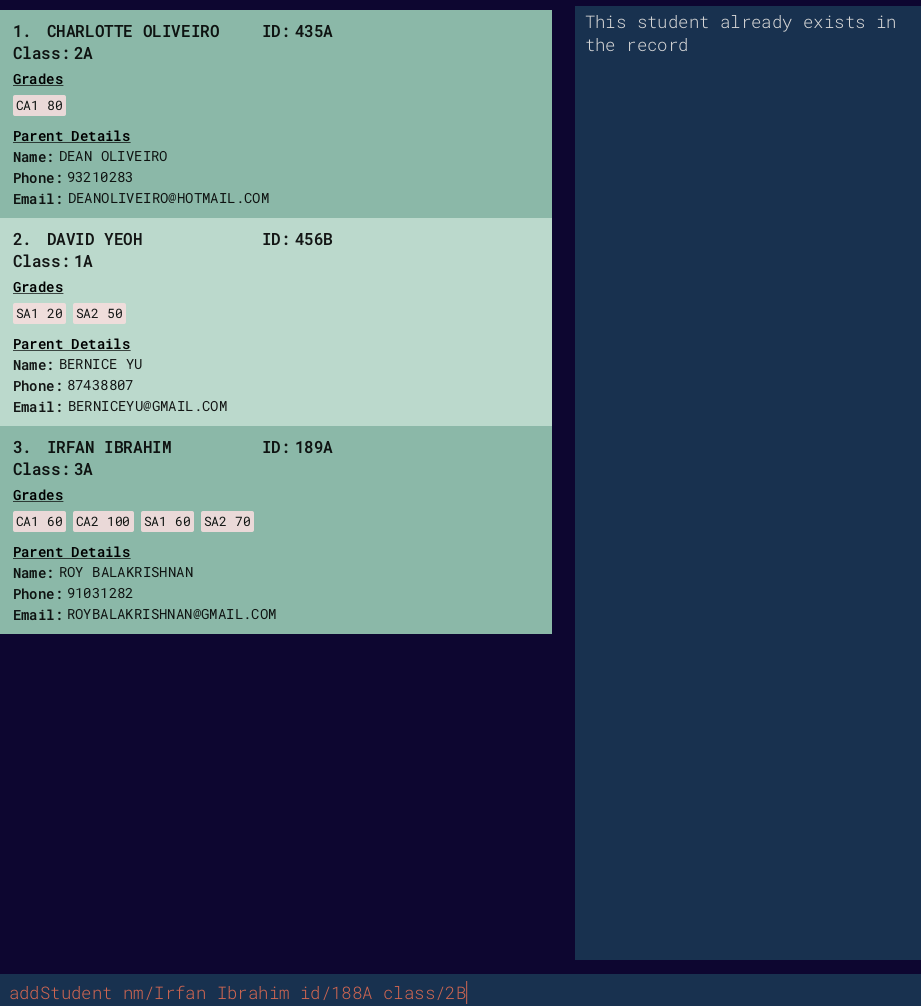 1. CHARLOTTE OLIVEIRO ID: 435A
Class: 2A
Grades
CA1 80
Parent Details
Name: DEAN OLIVEIRO
Phone: 93210283
Email: DEANOLIVEIRO@HOTMAIL.COM
2. DAVID YEOH ID: 456B
Class: 1A
Grades
SA1 20 SA2 50
Parent Details
Name: BERNICE YU
Phone: 87438807
Email: BERNICEYU@GMAIL.COM
3. IRFAN IBRAHIM ID: 189A
Class: 3A
Grades
CA1 60 CA2 100 SA1 60 SA2 70
Parent Details
Name: ROY BALAKRISHNAN
Phone: 91031282
Email: ROYBALAKRISHNAN@GMAIL.COM
This student already exists in
the record
addStudent nm/Irfan Ibrahim id/188A class/2B